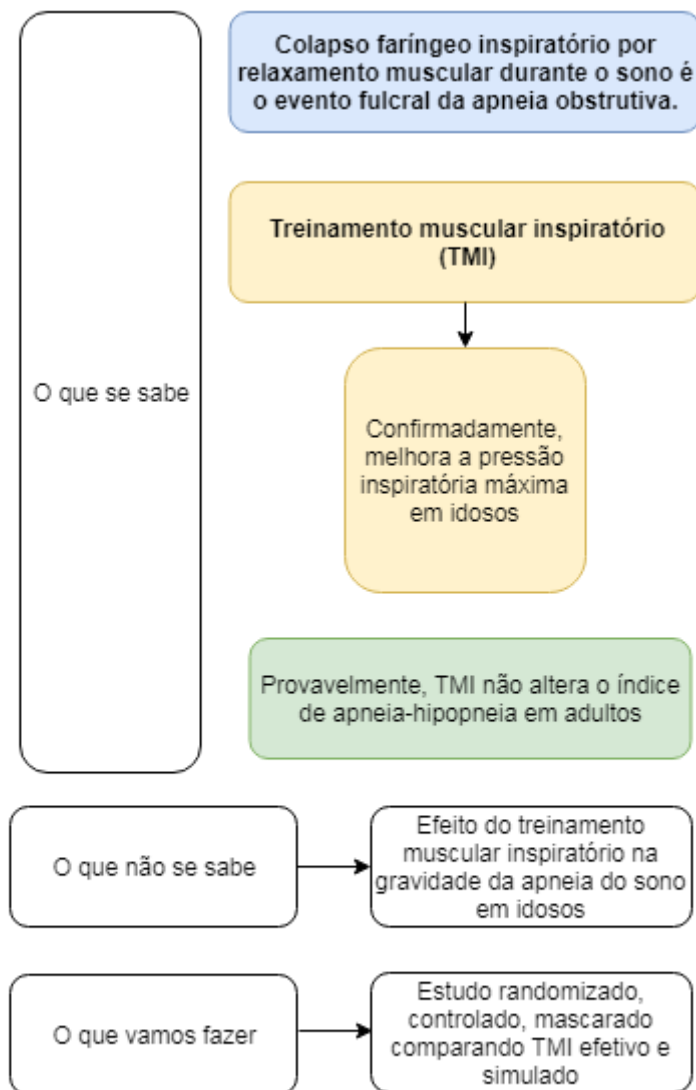 Colapso faríngeo inspiratório por
relaxamento muscular durante o sono é
o evento fulcral da apneia obstrutiva.
Treinamento muscular inspiratório
(TMI)
O que se sabe
Confirmadamente,
melhora a pressão
inspiratória máxima
em idosos
Provavelmente, TMI não altera o índice
de apneia-hipopneia em adultos
O que não se sabe
Efeito do treinamento
muscular inspiratório na
gravidade da apneia do sono
em idosos
O que vamos fazer
Estudo randomizado,
controlado, mascarado
comparando TMI efetivo e
simulado